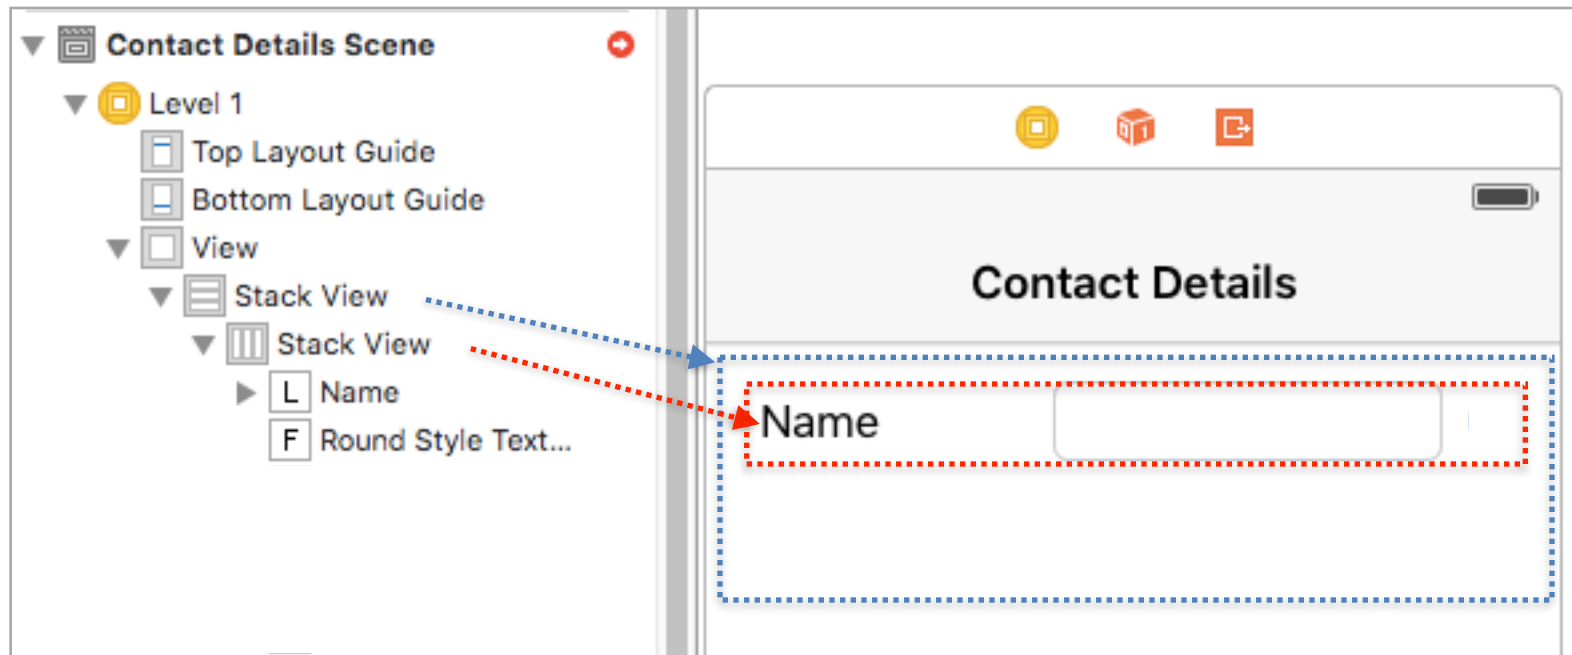 Contact Details Scene
Level 1
Top Layout Guide
Bottom Layout Guide
View
Stack View
Stack View
L Name
F Round Style Text...
1
Contact Details
Name